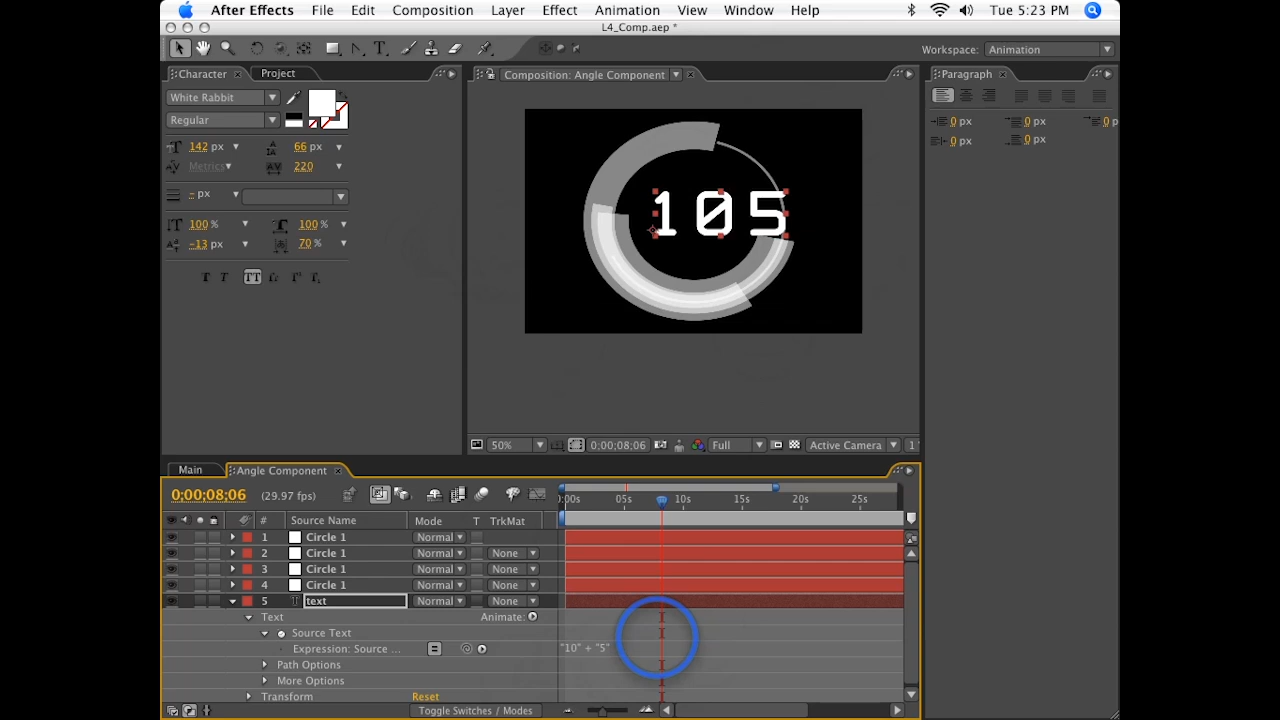 After Effects File Edit Composition Layer Effect Animation View Window Help Tue 5:23 PM
L4_Comp.aep *
Workspace: Animation
Character × Project
Composition: Angle Component ×
Paragraph ×
White Rabbit
Regular
142 px 66 px
Metrics 220
- px
100 % 100 %
-13 px 70 %
T T TT Tr T¹ T₁
0 px 0 px 0 p
0 px 0 px
105
50% 0;00;08;06 Full Active Camera 1
Main Angle Component ×
0;00;08;06 (29.97 fps)
:00s 05s 10s 15s 20s 25s
# Source Name Mode T TrkMat
1 Circle 1 Normal
2 Circle 1 Normal None
3 Circle 1 Normal None
4 Circle 1 Normal None
5 T text Normal None
Text Animate:
Source Text
Expression: Source ... = "10" + "5"
Path Options
More Options
Transform Reset
Toggle Switches / Modes